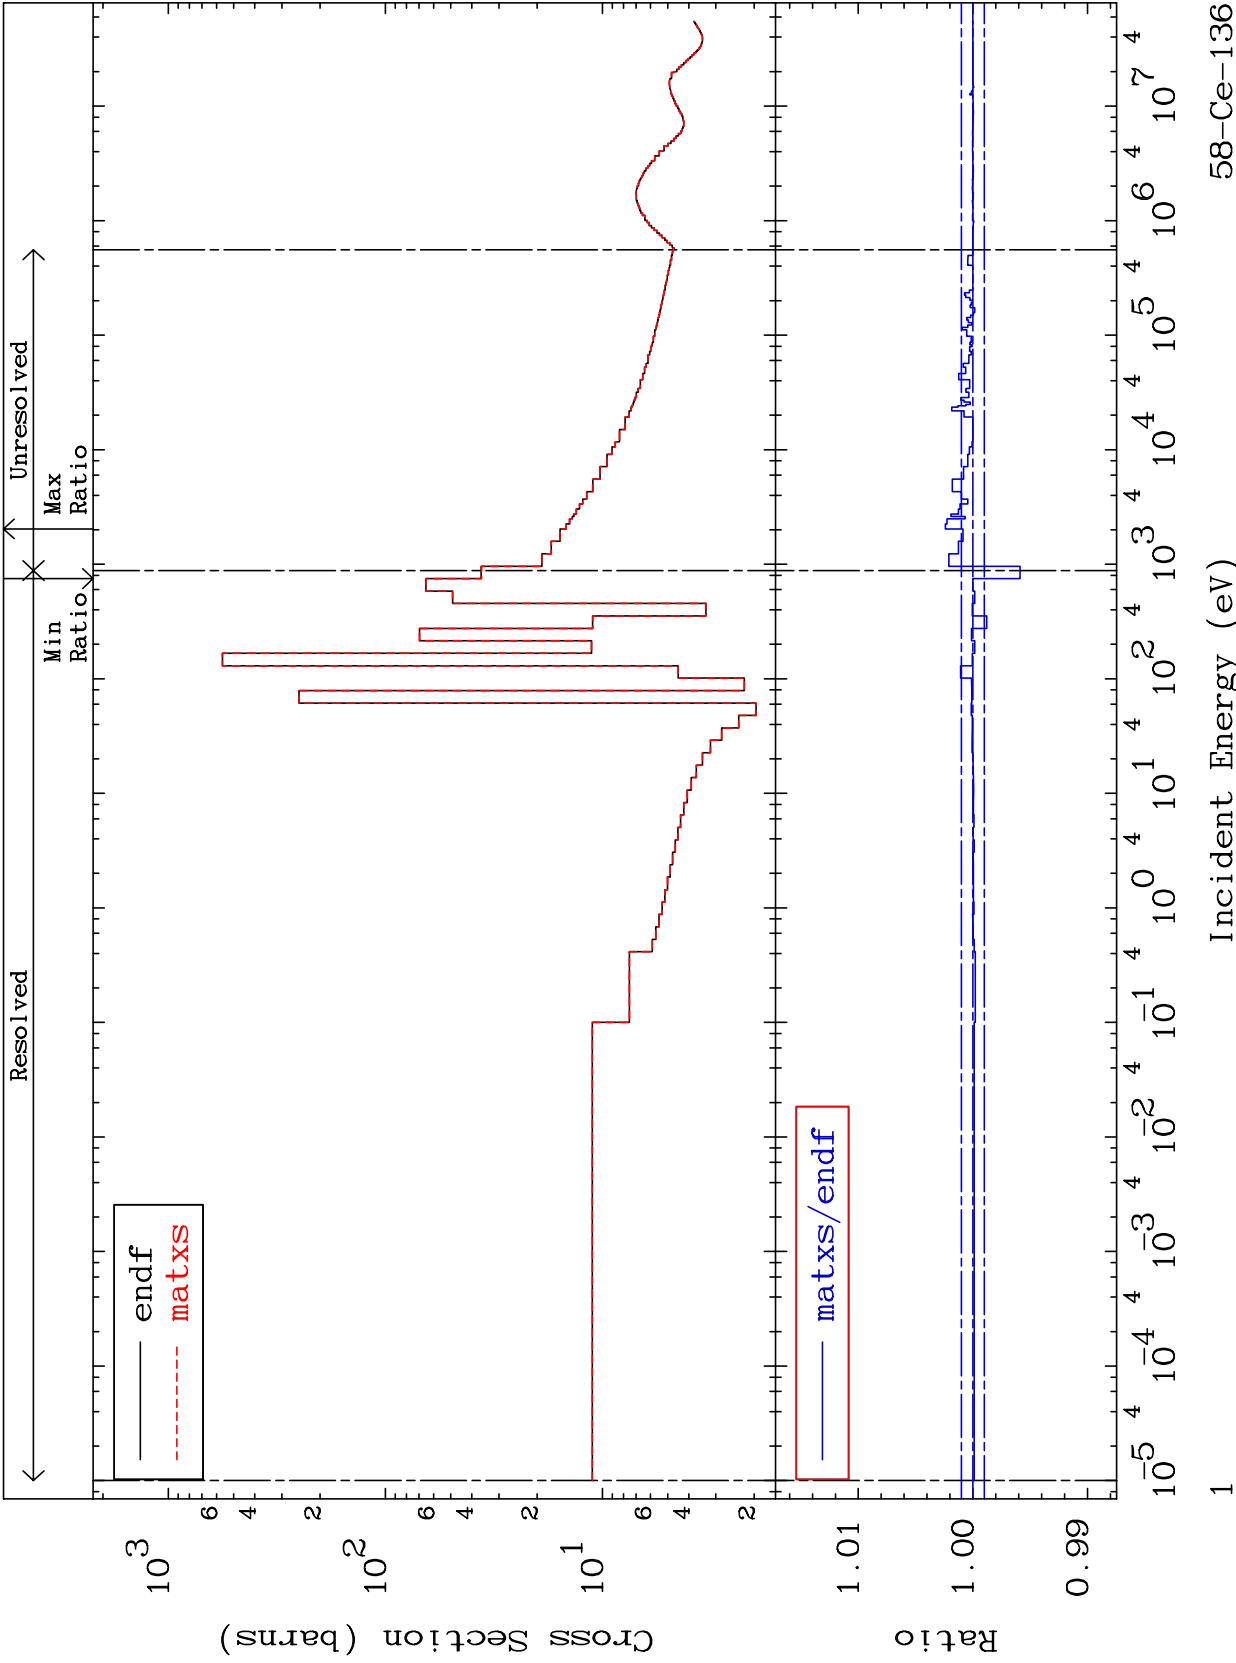 Resolved
Unresolved
Min
Ratio
Max
Ratio
endf
matxs
10^3
6
4
2
10^2
6
4
2
10^1
6
4
2
Cross Section (barns)
matxs/endf
1.01
1.00
0.99
Ratio
10^-5 4 10^-4 4 10^-3 4 10^-2 4 10^-1 4 10^0 4 10^1 4 10^2 4 10^3 4 10^4 4 10^5 4 10^6 4 10^7 4
1
Incident Energy (eV)
58-Ce-136